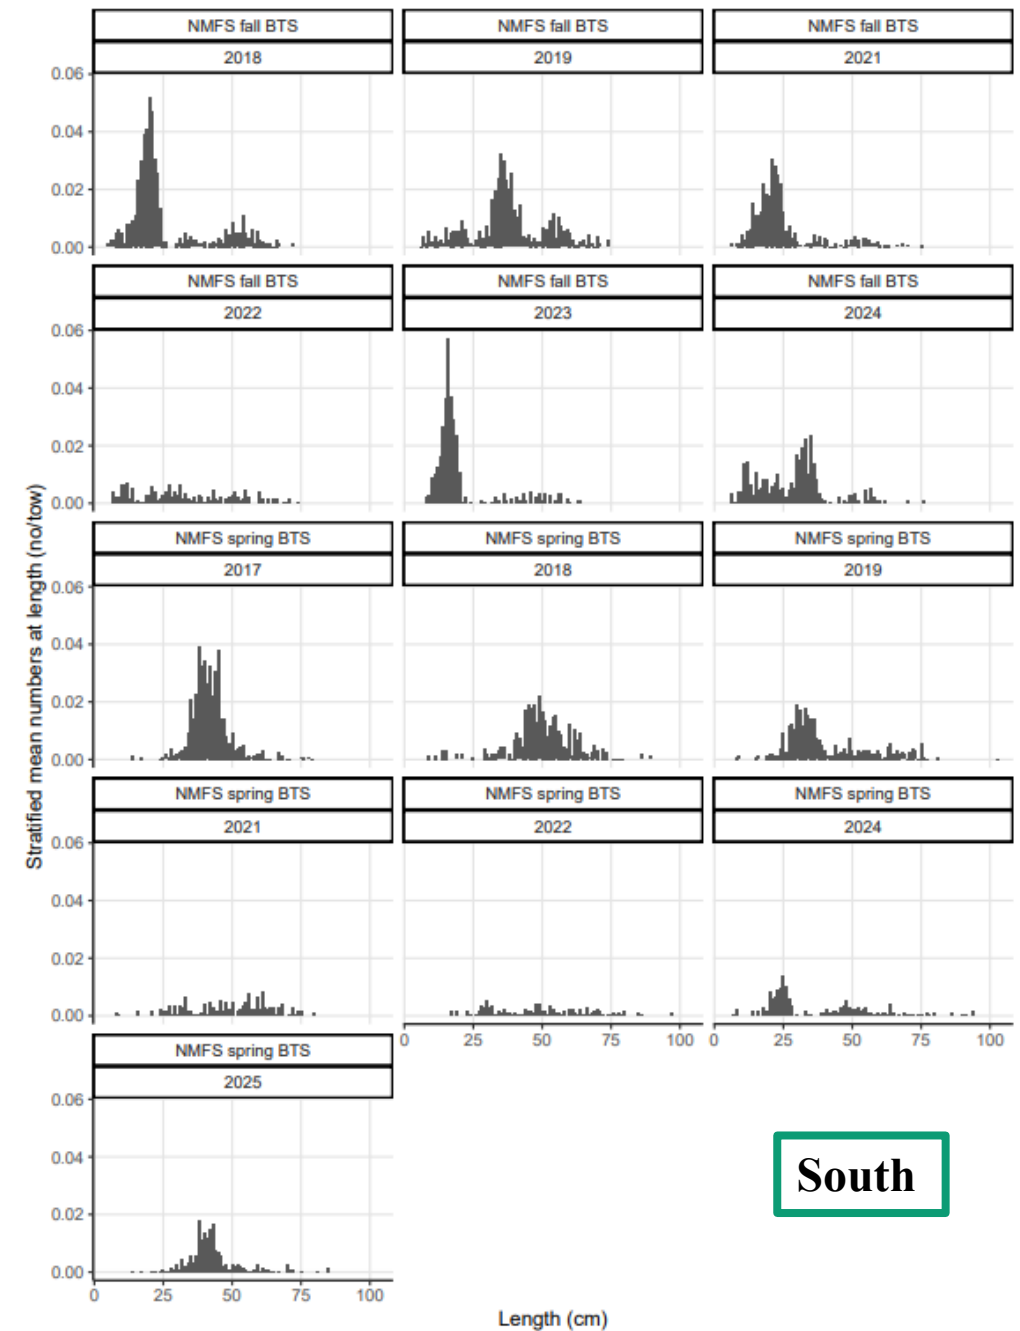 NMFS fall BTS NMFS fall BTS NMFS fall BTS
2018 2019 2021
0.06
0.04
0.02
0.00
NMFS fall BTS NMFS fall BTS NMFS fall BTS
2022 2023 2024
0.06
0.04
0.02
0.00
Stratified mean numbers at length (no/tow)
NMFS spring BTS NMFS spring BTS NMFS spring BTS
2017 2018 2019
0.06
0.04
0.02
0.00
NMFS spring BTS NMFS spring BTS NMFS spring BTS
2021 2022 2024
0.06
0.04
0.02
0.00
0 25 50 75 100 0 25 50 75 100
NMFS spring BTS
2025
0.06
0.04
0.02
0.00
0 25 50 75 100
South
Length (cm)